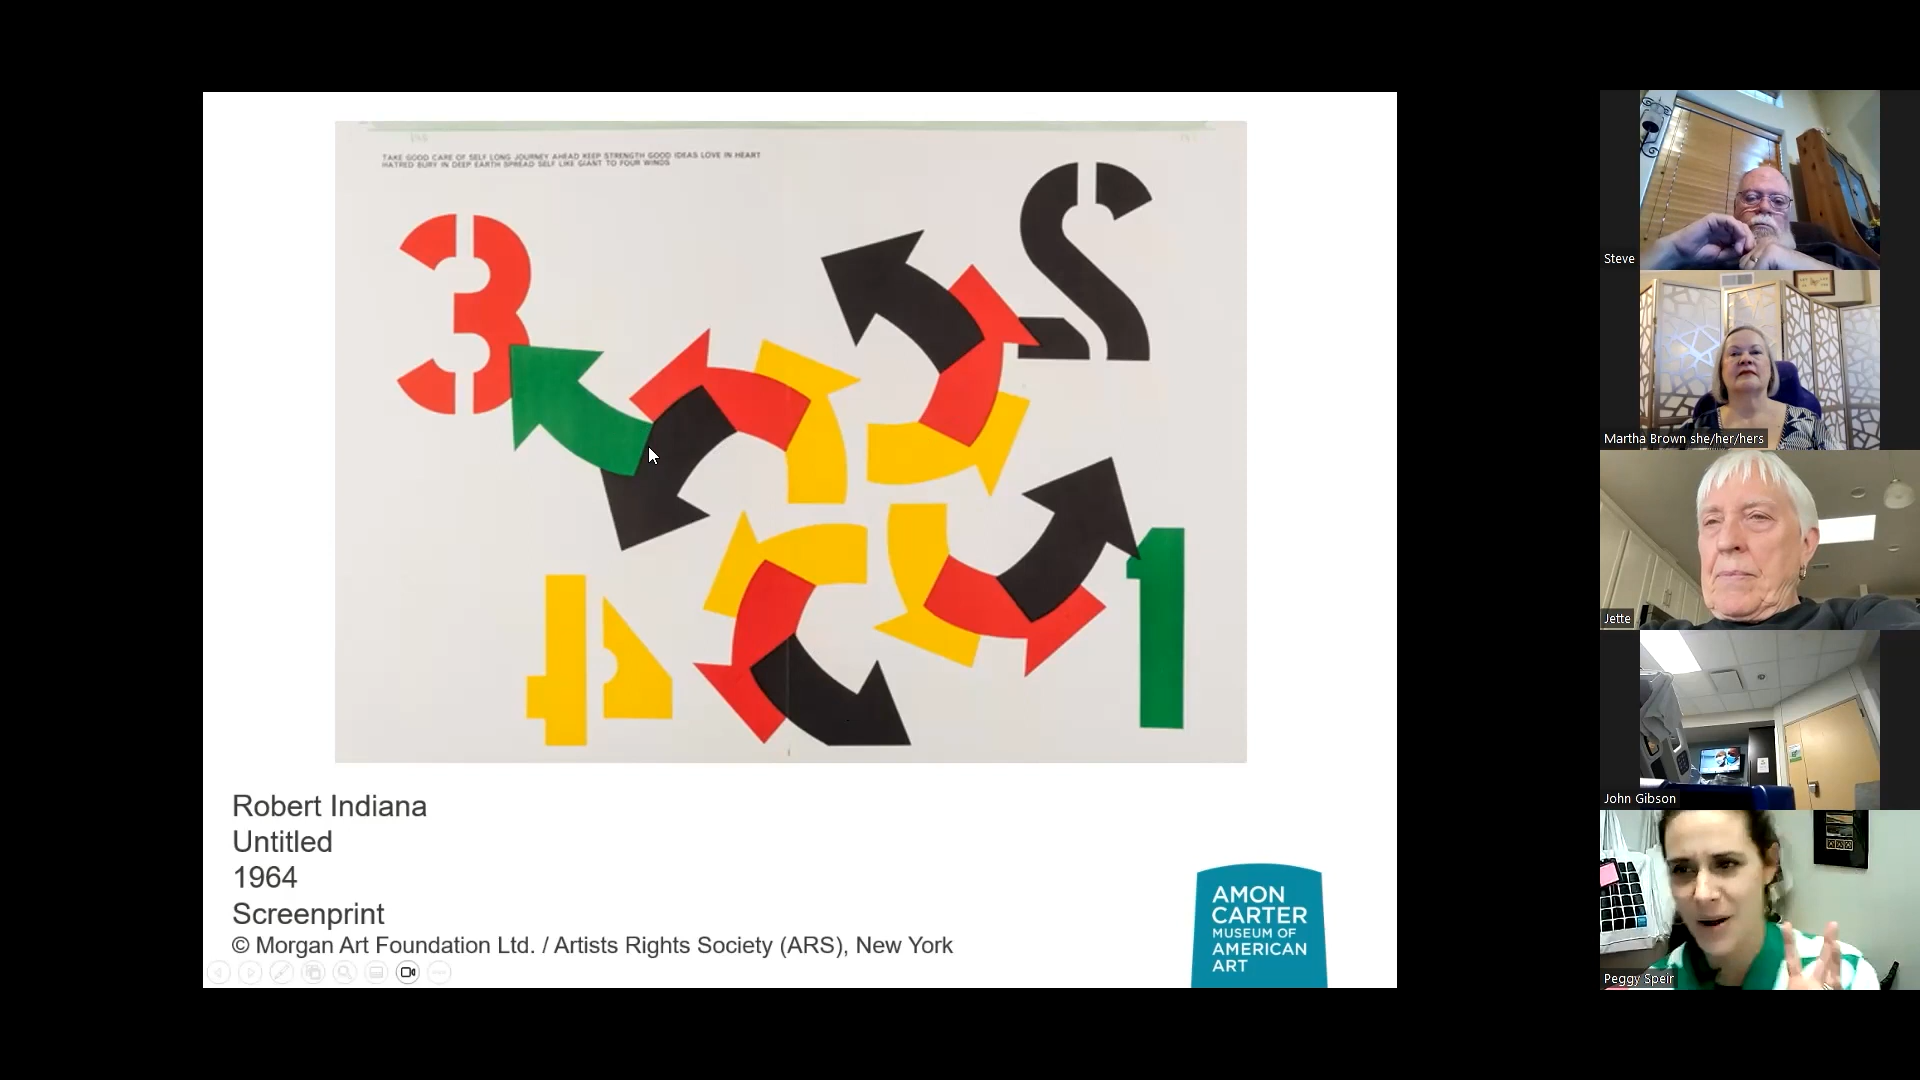 TAKE GOOD CARE OF SELF LONG JOURNEY AHEAD KEEP STRENGTH GOOD IDEAS LOVE IN HEART
HATRED BURY IN DEEP EARTH SPREAD SELF LIKE GIANT TO FOUR WINDS
3
2
4
1
Robert Indiana
Untitled
1964
Screenprint
© Morgan Art Foundation Ltd. / Artists Rights Society (ARS), New York
AMON
CARTER
MUSEUM OF
AMERICAN
ART
Steve
Martha Brown she/her/hers
Jette
John Gibson
Peggy Speir